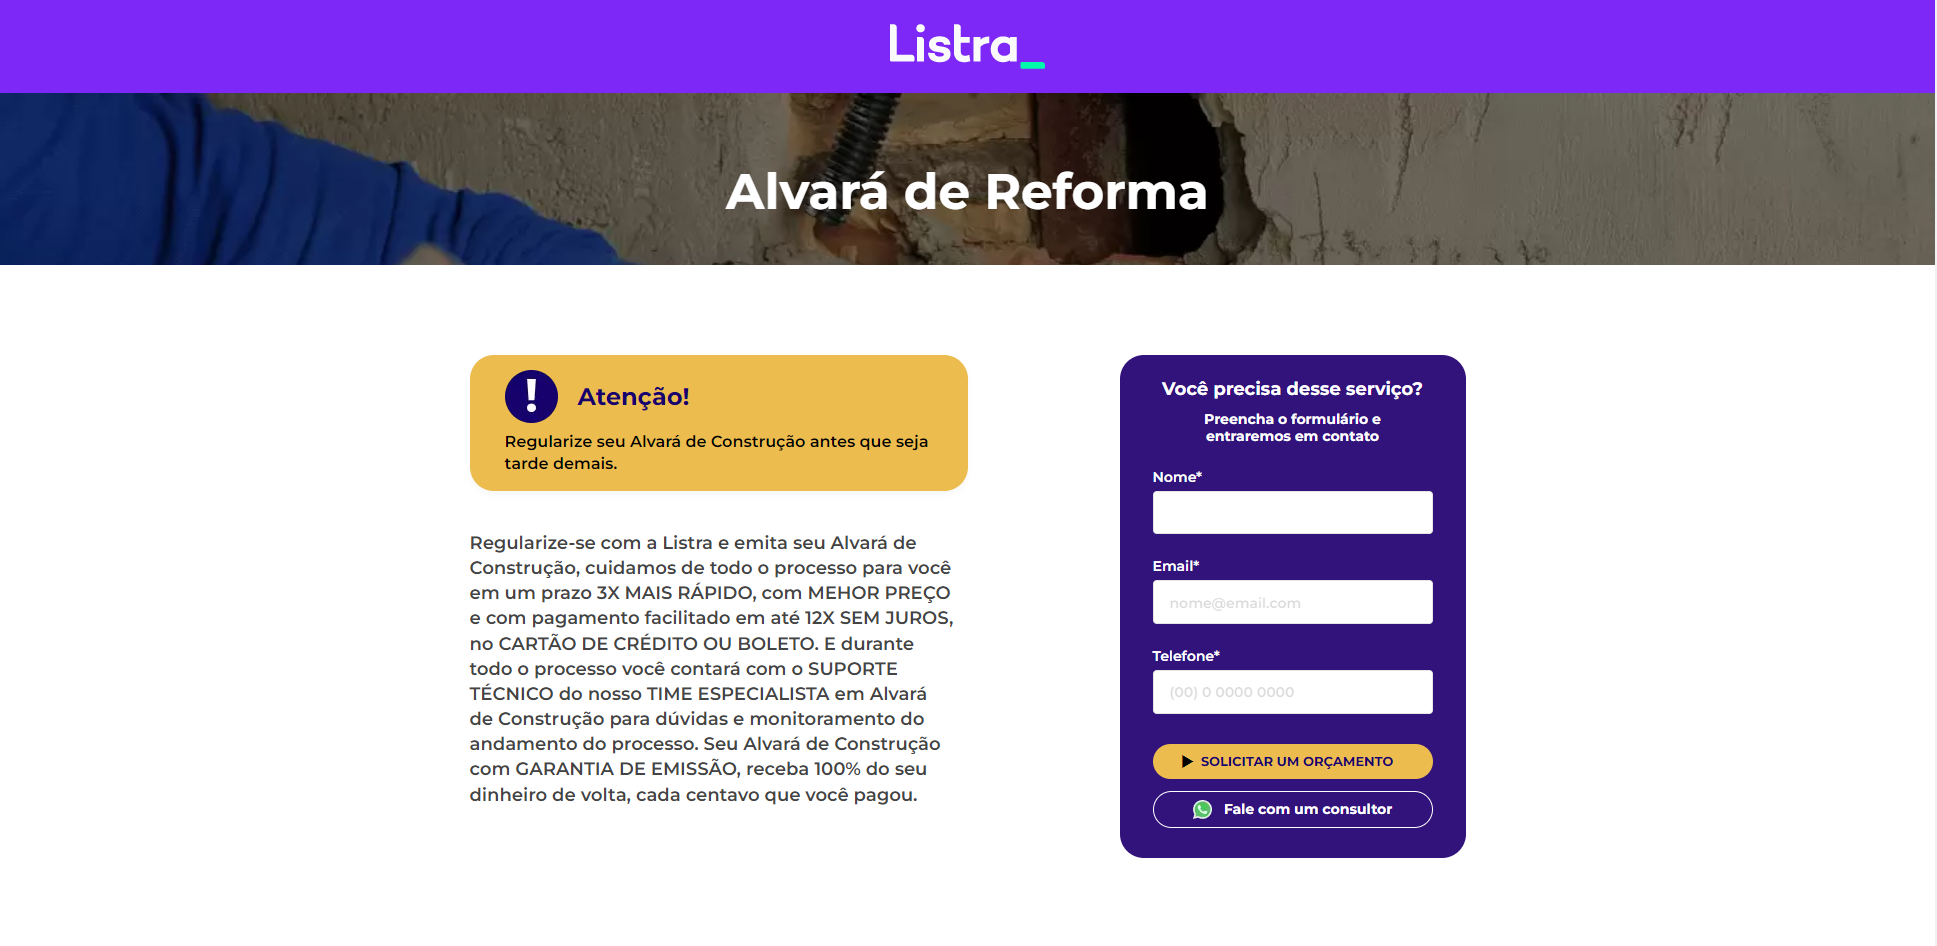 Listra_
Alvará de Reforma
Atenção!
Regularize seu Alvará de Construção antes que seja
tarde demais.
Regularize-se com a Listra e emita seu Alvará de
Construção, cuidamos de todo o processo para você
em um prazo 3X MAIS RÁPIDO, com MEHOR PREÇO
e com pagamento facilitado em até 12X SEM JUROS,
no CARTÃO DE CRÉDITO OU BOLETO. E durante
todo o processo você contará com o SUPORTE
TÉCNICO do nosso TIME ESPECIALISTA em Alvará
de Construção para dúvidas e monitoramento do
andamento do processo. Seu Alvará de Construção
com GARANTIA DE EMISSÃO, receba 100% do seu
dinheiro de volta, cada centavo que você pagou.
Você precisa desse serviço?
Preencha o formulário e
entraremos em contato
Nome*
Email*
nome@email.com
Telefone*
(00) 0 0000 0000
SOLICITAR UM ORÇAMENTO
Fale com um consultor